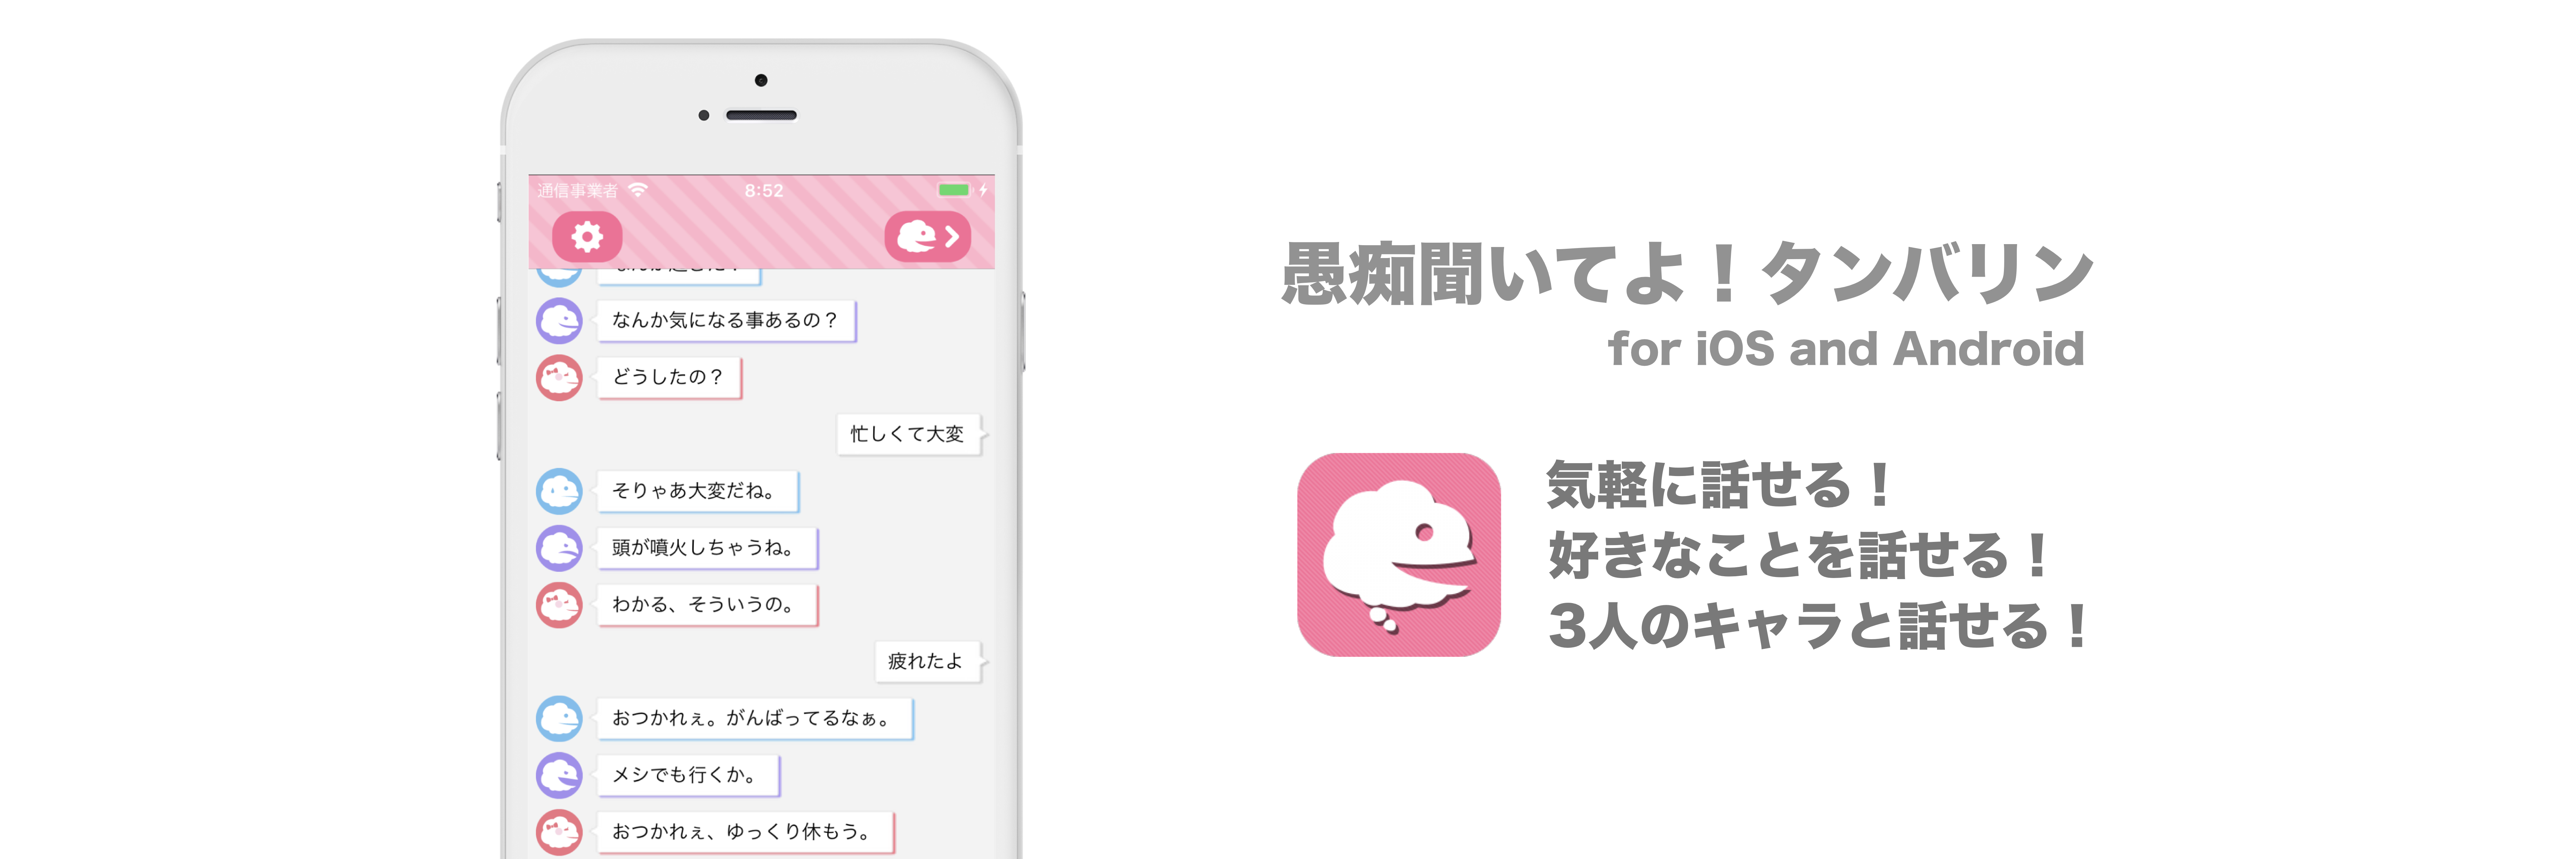 通信事業者
8:52
なんか気になる事あるの？
どうしたの？
忙しくて大変
そりゃあ大変だね。
頭が噴火しちゃうね。
わかる、そういうの。
疲れたよ
おつかれぇ。がんばってるなぁ。
メシでも行くか。
おつかれぇ、ゆっくり休もう。
愚痴聞いてよ！タンバリン
for iOS and Android
気軽に話せる！
好きなことを話せる！
3人のキャラと話せる！